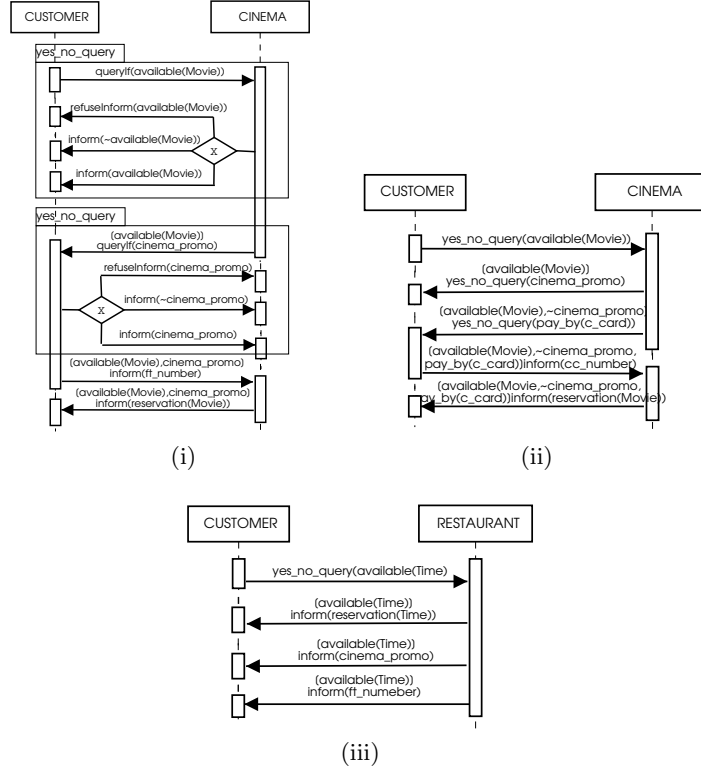 CUSTOMER
CINEMA
yes_no_query
queryIf(available(Movie))
refuseInform(available(Movie))
inform(~available(Movie))
X
inform(available(Movie))
yes_no_query
[available(Movie)]
queryIf(cinema_promo)
refuseInform(cinema_promo)
X
inform(~cinema_promo)
inform(cinema_promo)
[available(Movie),cinema_promo]
inform(ft_number)
[available(Movie),cinema_promo]
inform(reservation(Movie))
(i)
CUSTOMER
CINEMA
yes_no_query(available(Movie))
[available(Movie)]
yes_no_query(cinema_promo)
[available(Movie),~cinema_promo]
yes_no_query(pay_by(c_card))
[available(Movie),~cinema_promo,
pay_by(c_card)]inform(cc_number)
[available(Movie,~cinema_promo,
pay_by(c_card)]inform(reservation(Movie))
(ii)
CUSTOMER
RESTAURANT
yes_no_query(available(Time)
[available(Time)]
inform(reservation(Time))
[available(Time)]
inform(cinema_promo)
[available(Time)]
inform(ft_numeber)
(iii)